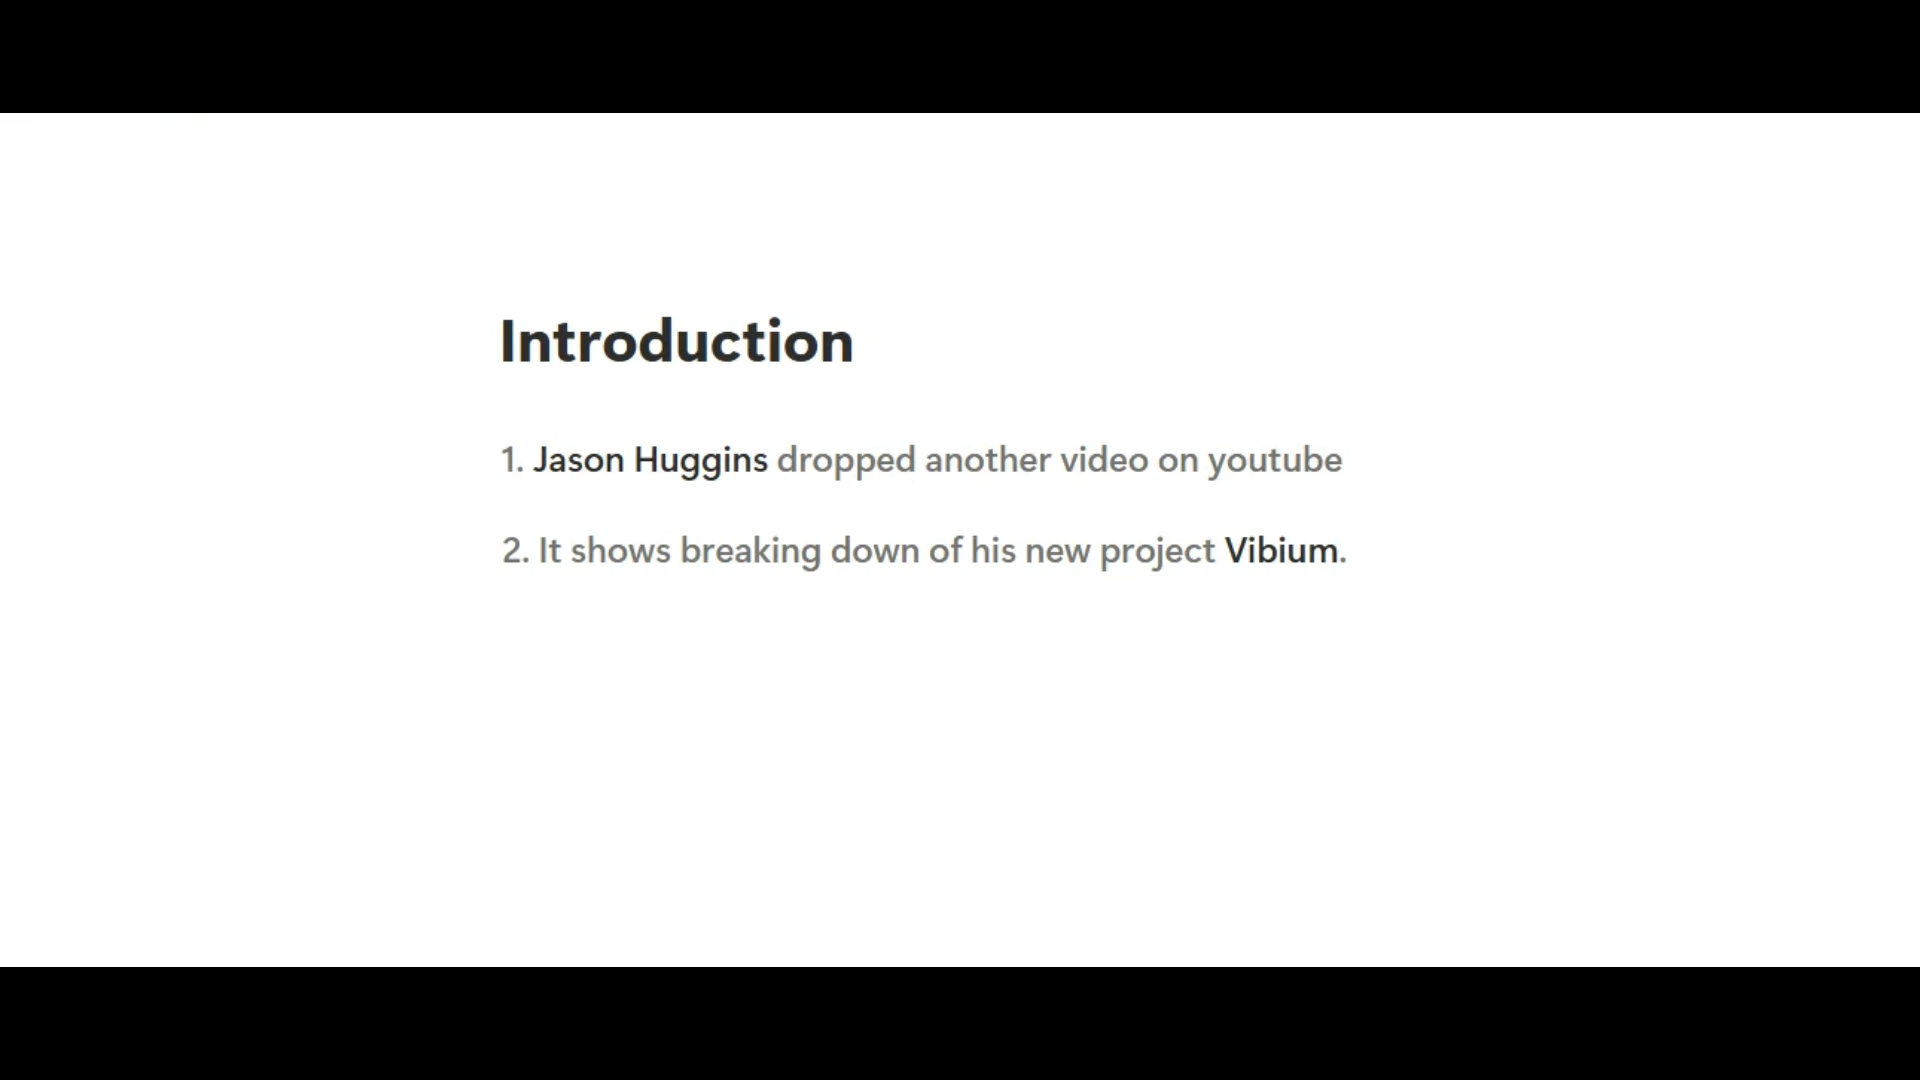 Introduction
1. Jason Huggins dropped another video on youtube
2. It shows breaking down of his new project Vibium.